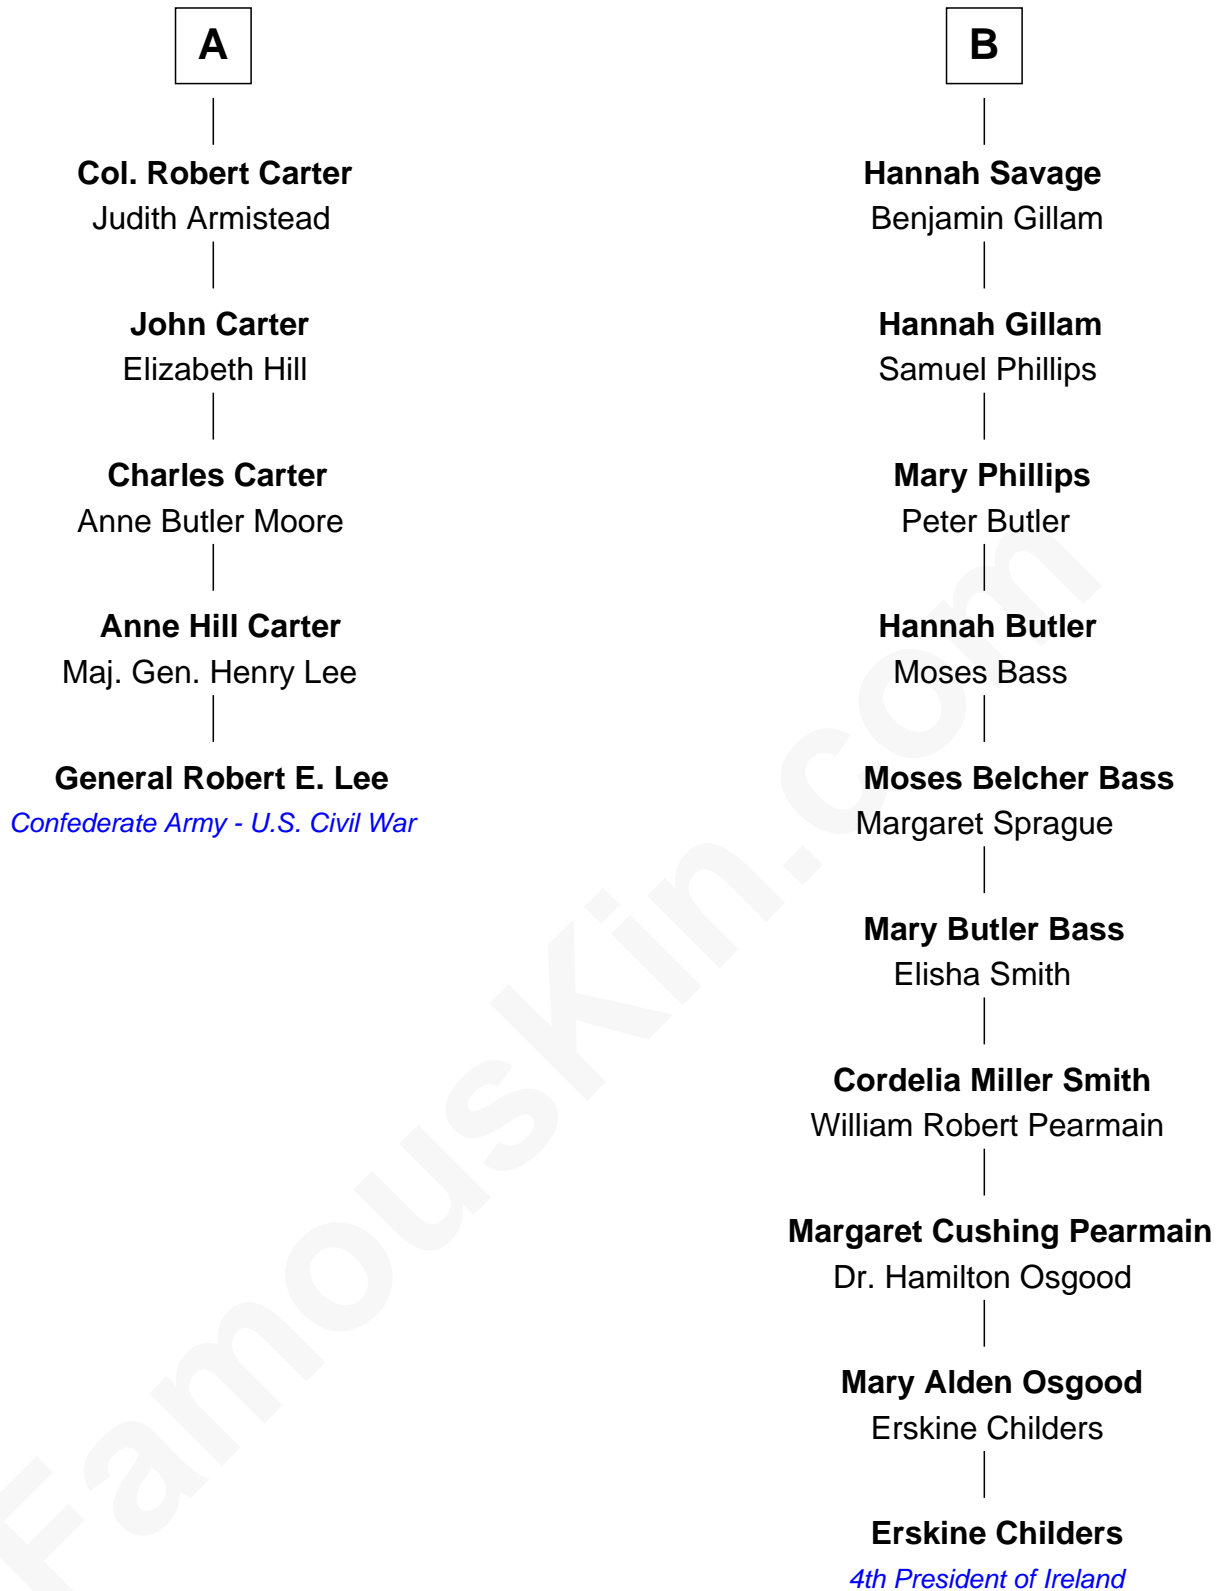 A
Col. Robert Carter
Judith Armistead
John Carter
Elizabeth Hill
Charles Carter
Anne Butler Moore
Anne Hill Carter
Maj. Gen. Henry Lee
General Robert E. Lee
Confederate Army - U.S. Civil War
B
Hannah Savage
Benjamin Gillam
Hannah Gillam
Samuel Phillips
Mary Phillips
Peter Butler
Hannah Butler
Moses Bass
Moses Belcher Bass
Margaret Sprague
Mary Butler Bass
Elisha Smith
Cordelia Miller Smith
William Robert Pearmain
Margaret Cushing Pearmain
Dr. Hamilton Osgood
Mary Alden Osgood
Erskine Childers
Erskine Childers
4th President of Ireland
FamousKin.com